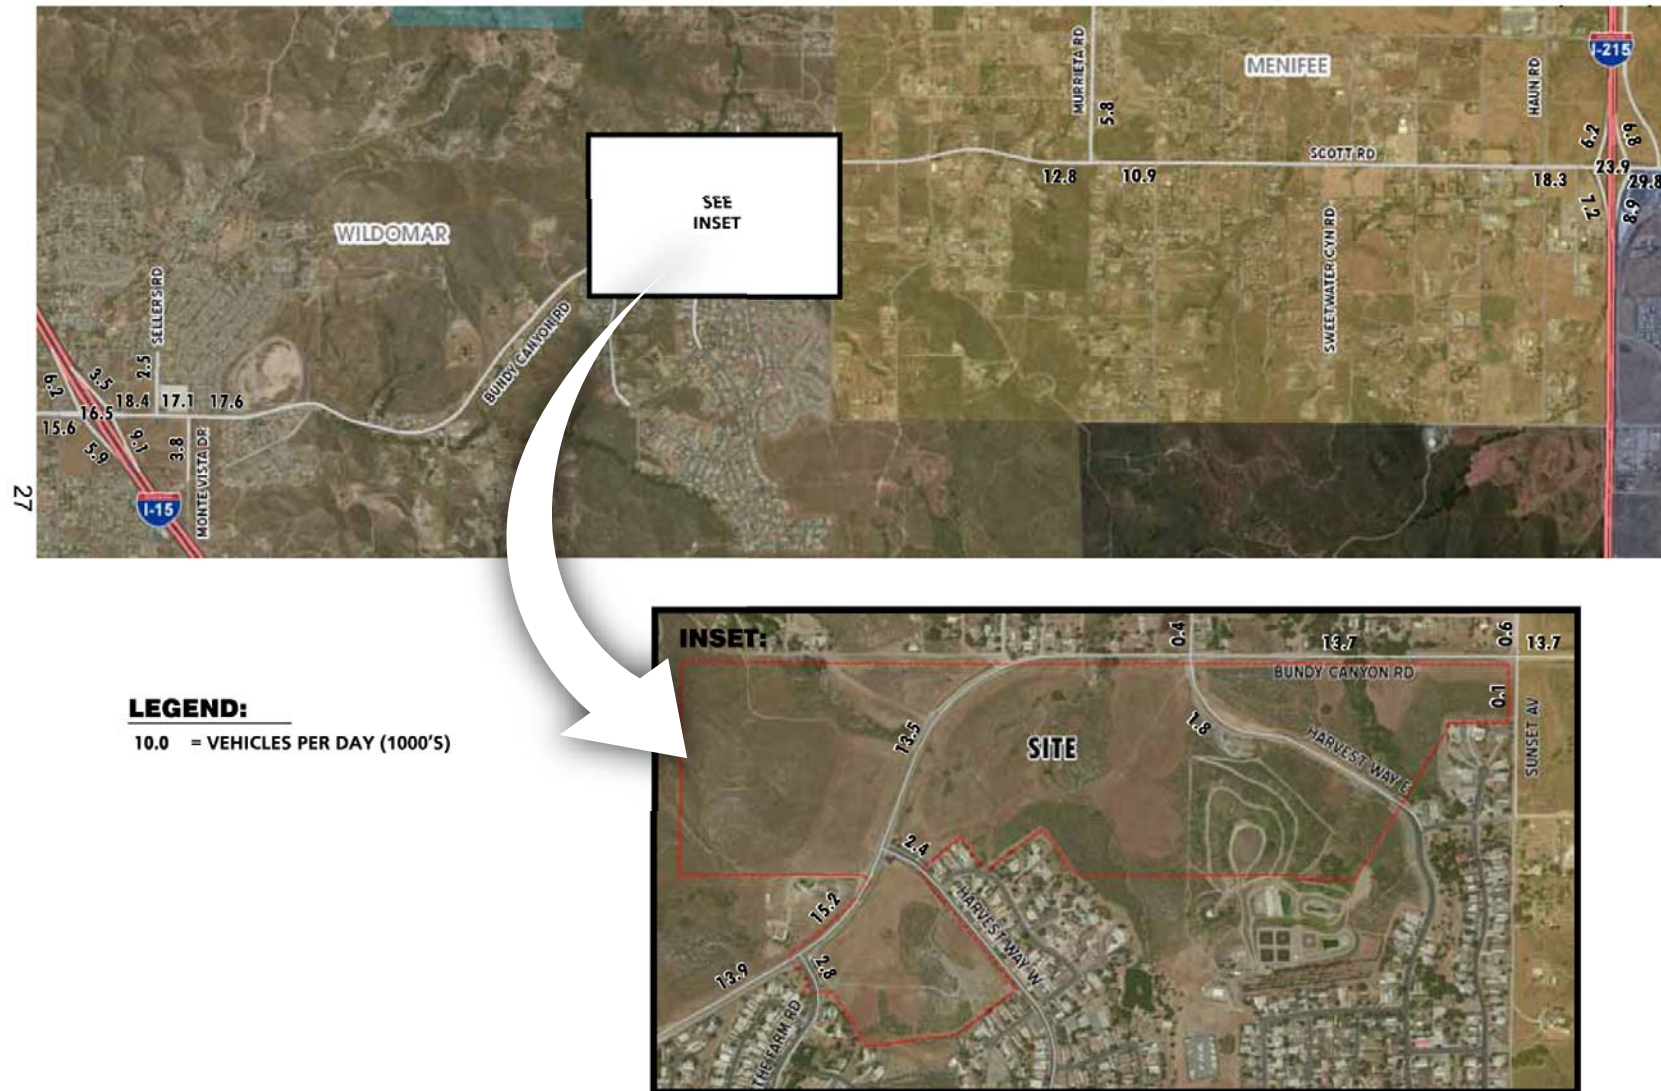 MURRIETA RD
5.8
MENIFEE
HAUN RD
I-215
6.2
6.8
SCOTT RD
23.9
12.8
10.9
18.3
29.8
7.2
8.9
SWEETWATER CYN RD
SEE
INSET
WILDOMAR
BUNDY CANYON RD
SELLERS RD
2.5
6.2
3.5
18.4
17.1
17.6
16.5
15.6
5.9
9.1
3.8
MONTE VISTA DR
I-15
27
LEGEND:
10.0 = VEHICLES PER DAY (1000'S)
INSET:
0.4
13.7
0.6
13.7
BUNDY CANYON RD
0.1
SUNSET AV
13.5
1.8
SITE
HARVEST WAY E
2.4
HARVEST WAY W
15.2
13.9
2.8
THE FARM RD